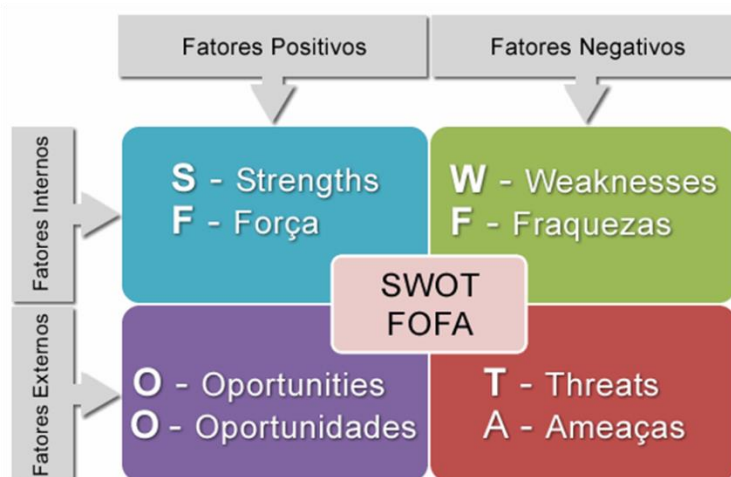 Fatores Positivos
Fatores Negativos
Fatores Internos
S - Strengths
F - Força
W - Weaknesses
F - Fraquezas
SWOT
FOFA
Fatores Externos
O - Oportunities
O - Oportunidades
T - Threats
A - Ameaças